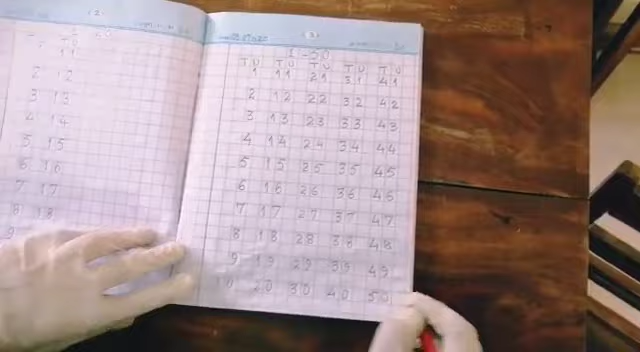 2
11
2 12
3 13
4 14
5 15
6 16
7 17
8 18
9
1 - 50
T U T U T U T U T U
1 11 21 31 41
2 12 22 32 42
3 13 23 33 43
4 14 24 34 44
5 15 25 35 45
6 16 26 36 46
7 17 27 37 47
8 18 28 38 48
9 19 29 39 49
10 20 30 40 50